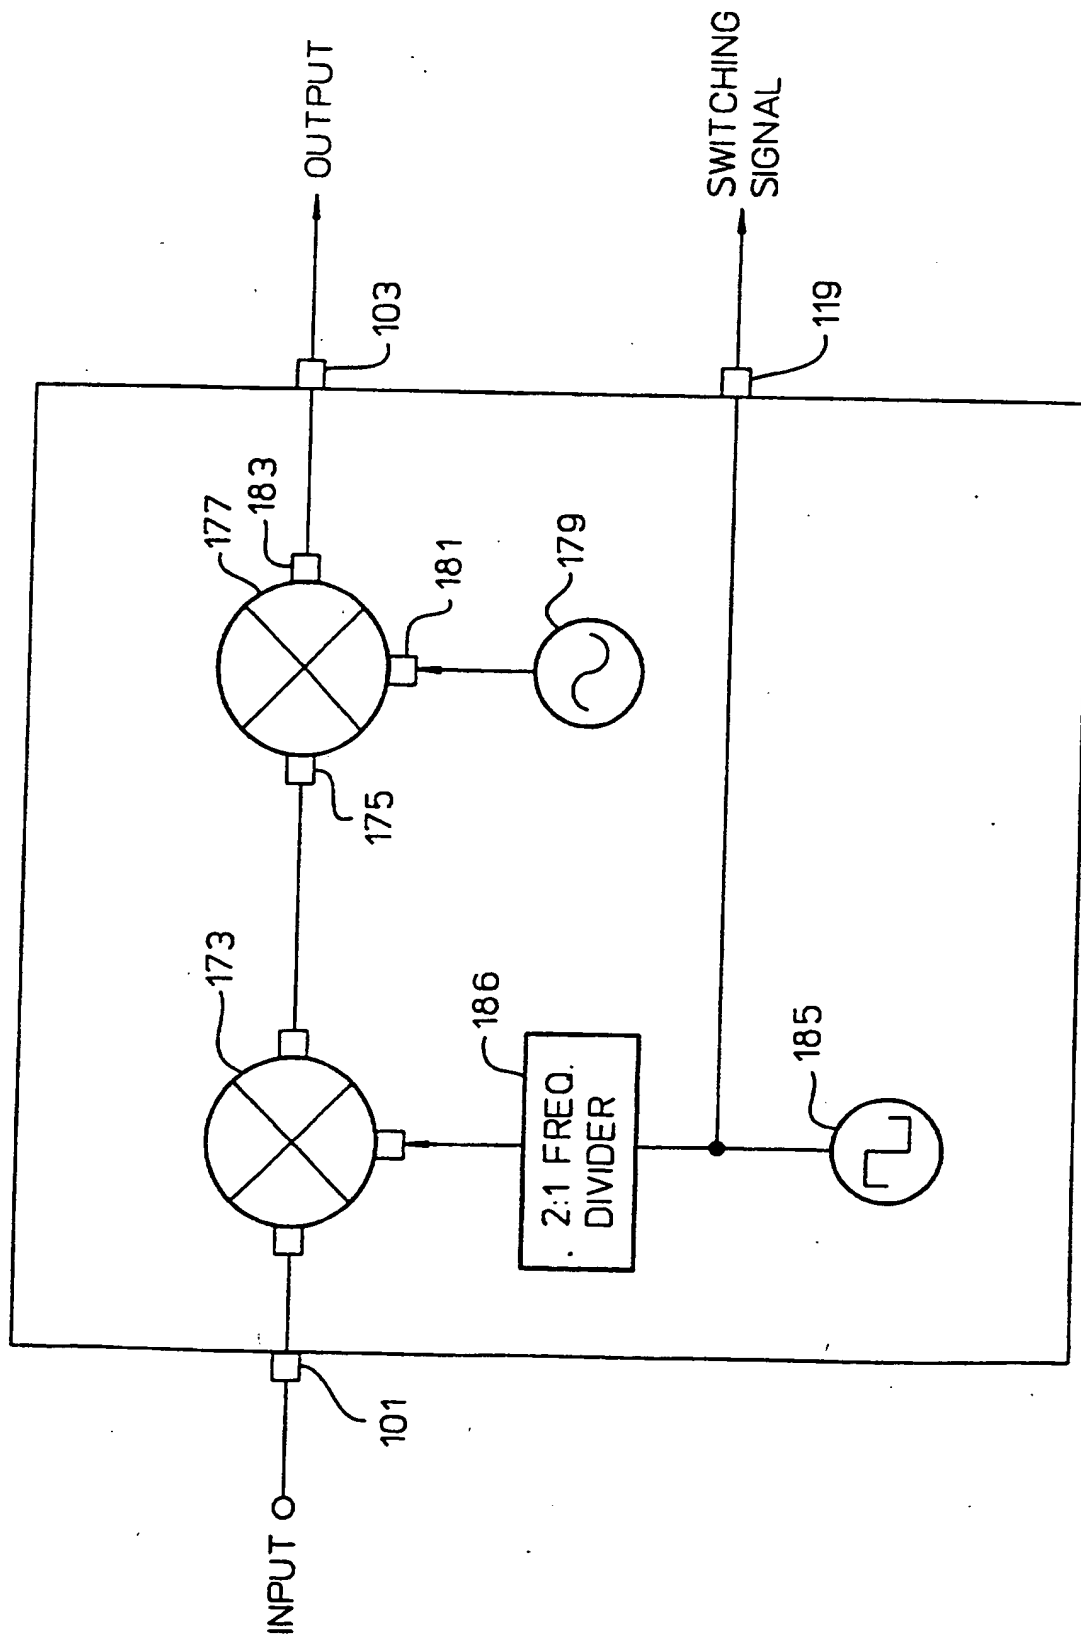 INPUT
101
173
175
177
183
181
179
103
OUTPUT
186
2:1 FREQ.
DIVIDER
185
119
SWITCHING
SIGNAL